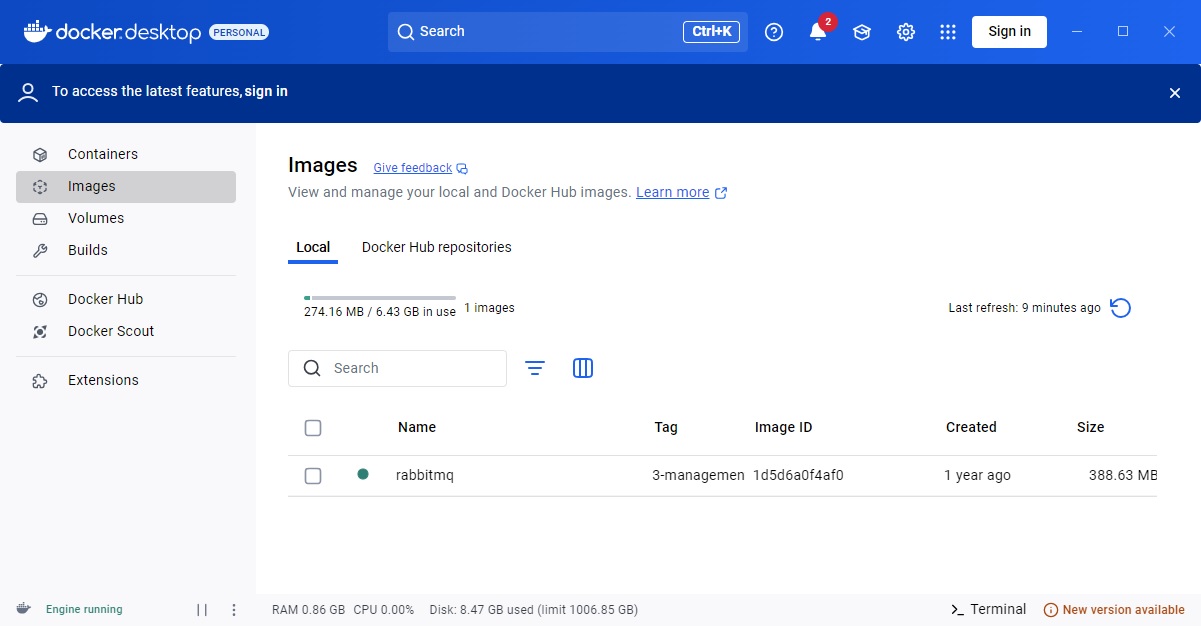 docker.desktop PERSONAL Search Ctrl+K 2 Sign in
To access the latest features, sign in
Containers
Images
Volumes
Builds
Docker Hub
Docker Scout
Extensions
Images Give feedback
View and manage your local and Docker Hub images. Learn more
Local Docker Hub repositories
274.16 MB / 6.43 GB in use 1 images Last refresh: 9 minutes ago
Search
Name Tag Image ID Created Size
rabbitmq 3-managemen 1d5d6a0f4af0 1 year ago 388.63 MB
Engine running RAM 0.86 GB CPU 0.00% Disk: 8.47 GB used (limit 1006.85 GB) Terminal New version available